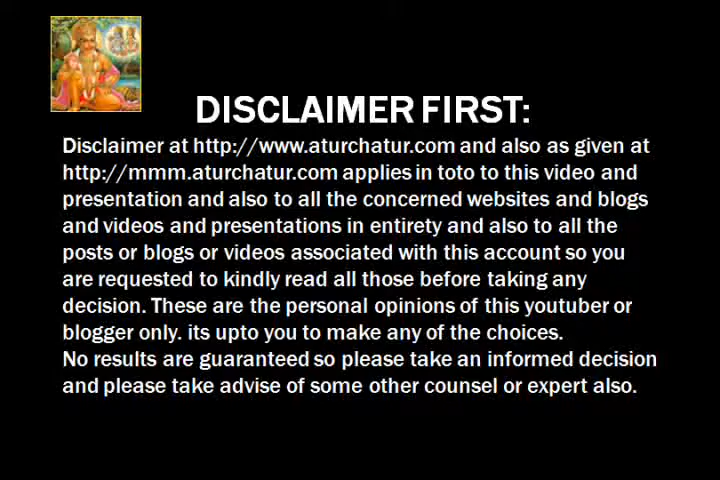 DISCLAIMER FIRST:
Disclaimer at http://www.aturchatur.com and also as given at
http://mmm.aturchatur.com applies in toto to this video and
presentation and also to all the concerned websites and blogs
and videos and presentations in entirety and also to all the
posts or blogs or videos associated with this account so you
are requested to kindly read all those before taking any
decision. These are the personal opinions of this youtuber or
blogger only. its upto you to make any of the choices.
No results are guaranteed so please take an informed decision
and please take advise of some other counsel or expert also.